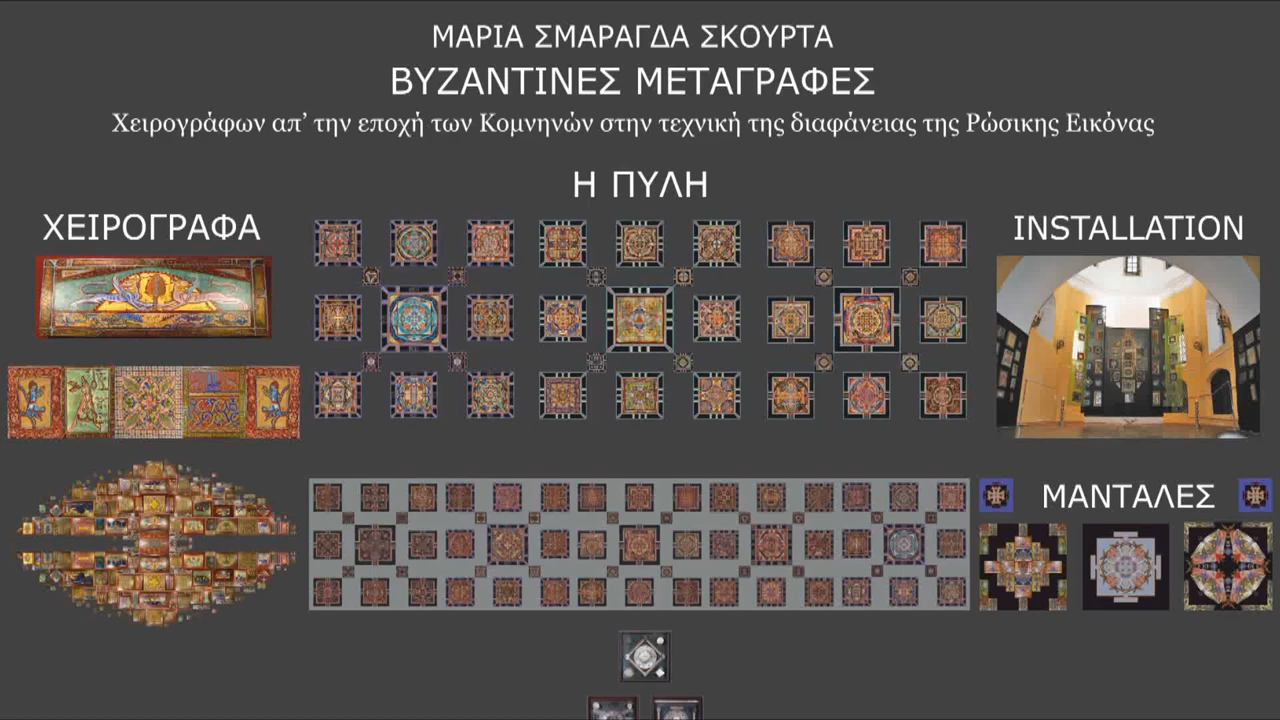 ΜΑΡΙΑ ΣΜΑΡΑΓΔΑ ΣΚΟΥΡΤΑ
ΒΥΖΑΝΤΙΝΕΣ ΜΕΤΑΓΡΑΦΕΣ
Χειρογράφων απ’ την εποχή των Κομνηνών στην τεχνική της διαφάνειας της Ρώσικης Εικόνας
Η ΠΥΛΗ
ΧΕΙΡΟΓΡΑΦΑ
INSTALLATION
ΜΑΝΤΑΛΕΣ